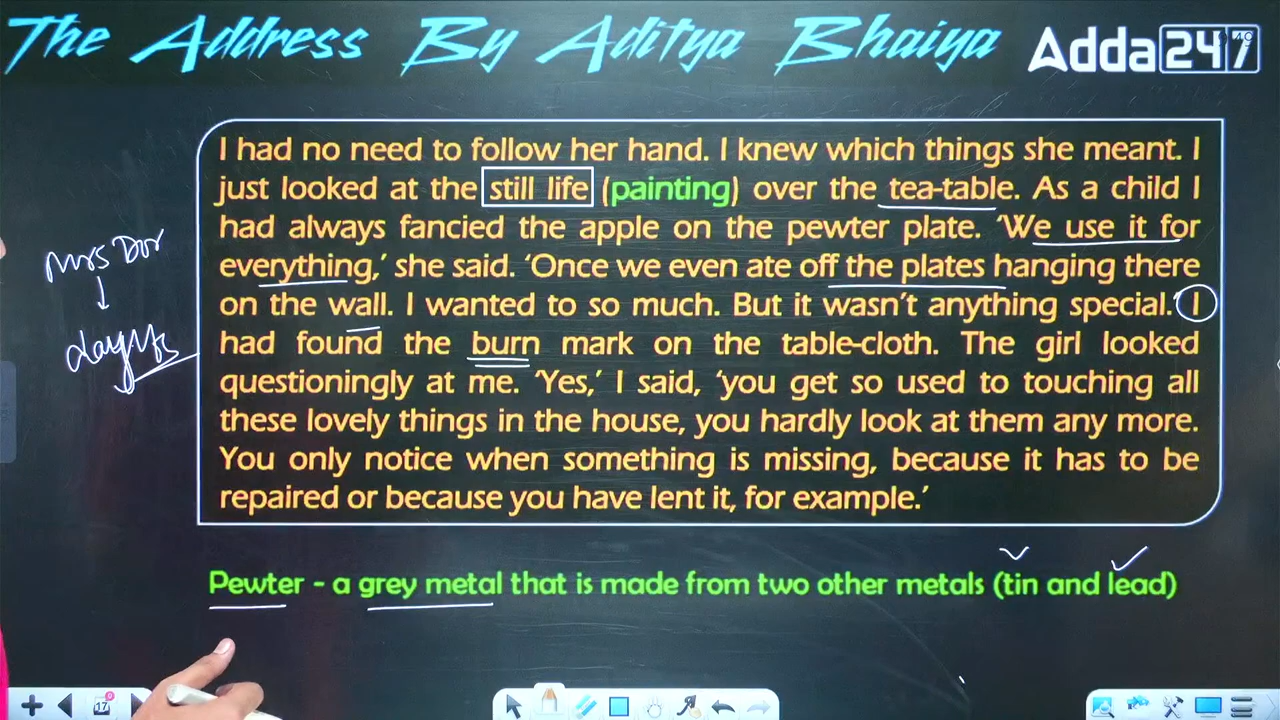 The Address By Aditya Bhaiya
Adda247
I had no need to follow her hand. I knew which things she meant. I
just looked at the still life (painting) over the tea-table. As a child I
had always fancied the apple on the pewter plate. ‘We use it for
everything,’ she said. ‘Once we even ate off the plates hanging there
on the wall. I wanted to so much. But it wasn’t anything special.’ I
had found the burn mark on the table-cloth. The girl looked
questioningly at me. ‘Yes,’ I said, ‘you get so used to touching all
these lovely things in the house, you hardly look at them any more.
You only notice when something is missing, because it has to be
repaired or because you have lent it, for example.’
Mrs Dor
Pewter - a grey metal that is made from two other metals (tin and lead)
17